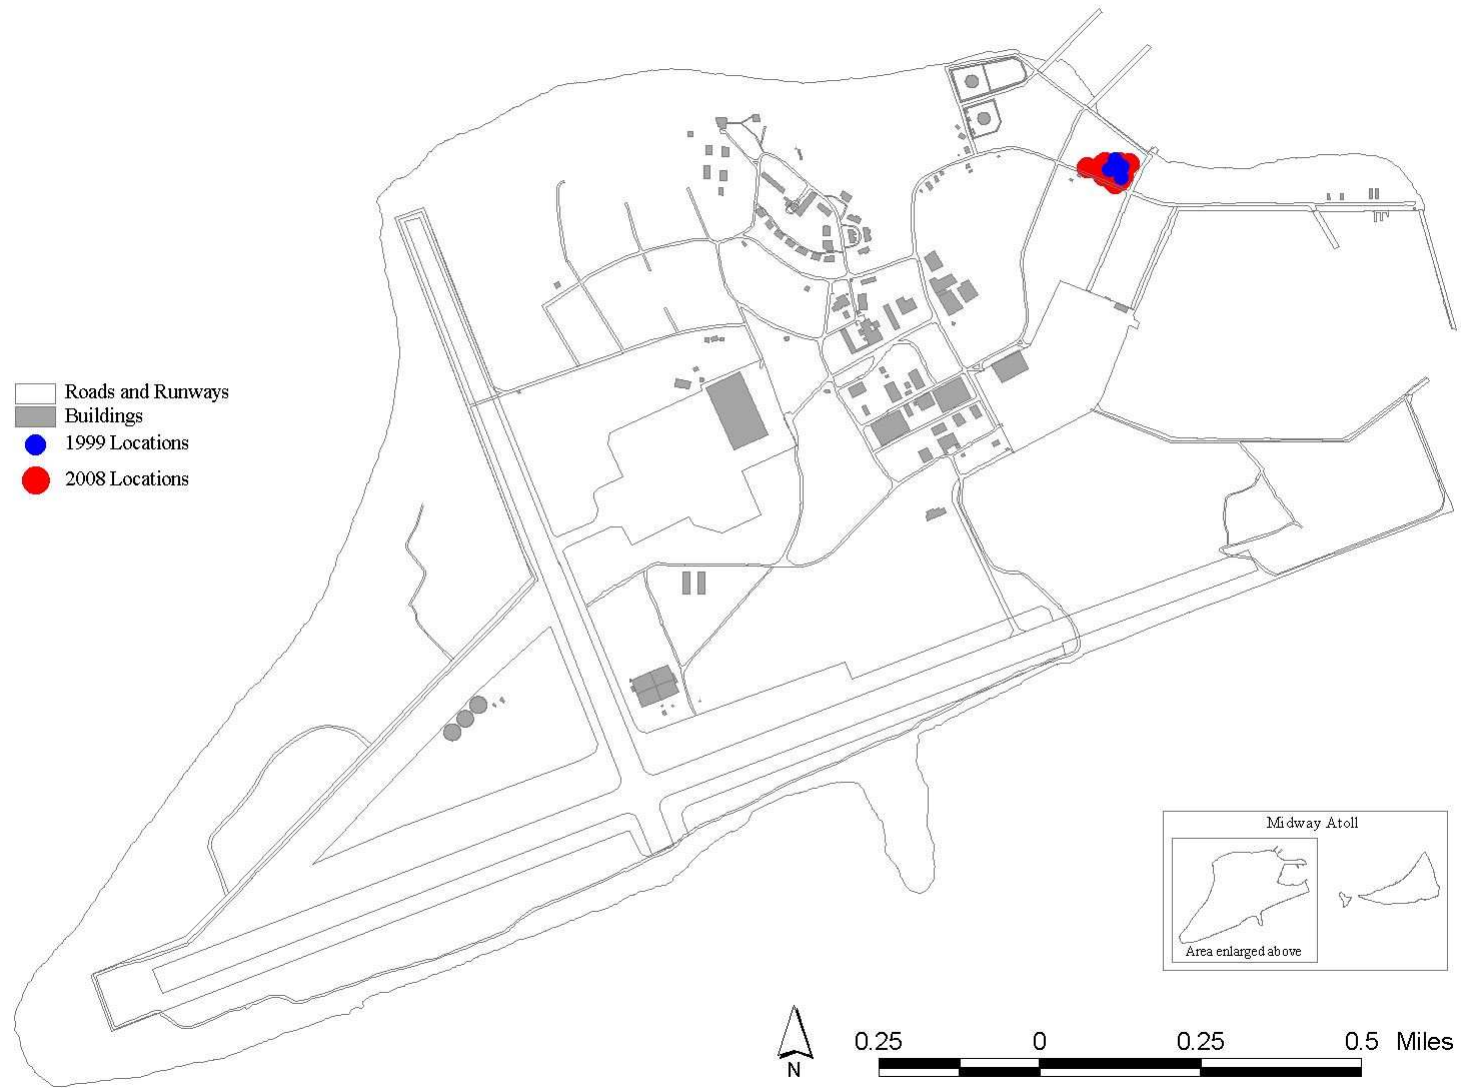 Roads and Runways
Buildings
1999 Locations
2008 Locations
Midway Atoll
Area enlarged above
N
0.25 0 0.25 0.5 Miles